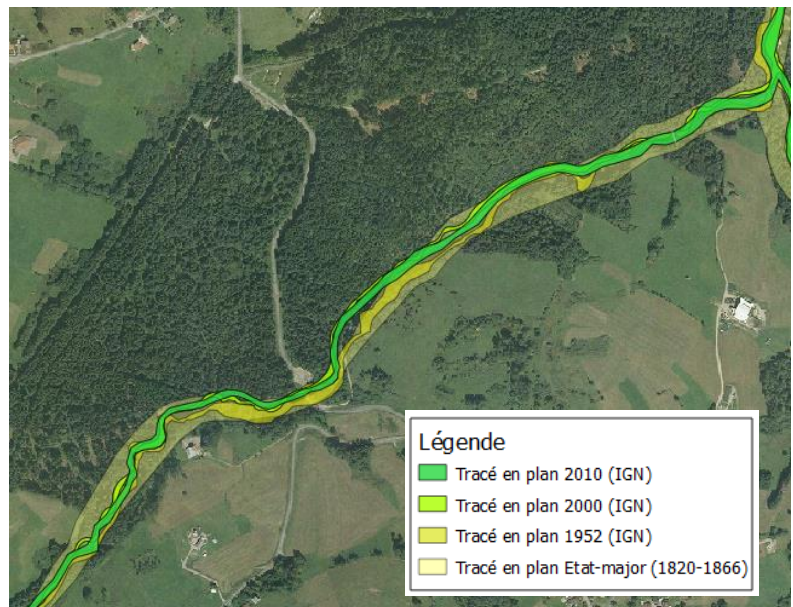 Légende
Tracé en plan 2010 (IGN)
Tracé en plan 2000 (IGN)
Tracé en plan 1952 (IGN)
Tracé en plan Etat-major (1820-1866)